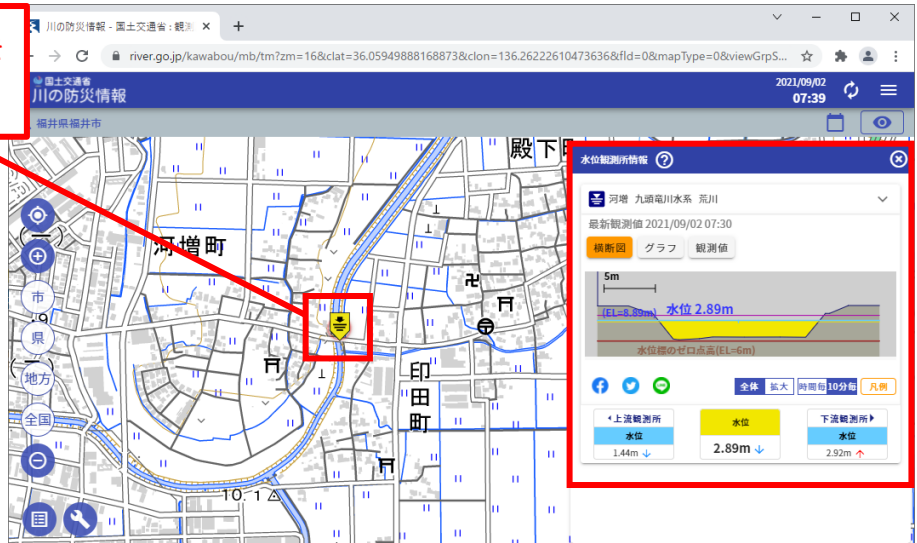 川の防災情報 - 国土交通省 : 観測
river.go.jp/kawabou/mb/tm?zm=16&clat=36.05949888168873&clon=136.26222610473636&fld=0&mapType=0&viewGrpS...
国土交通省
川の防災情報
2021/09/02
07:39
福井県福井市
殿下町
河増町
印田町
10.1
市
県
地方
全国
水位観測所情報
河増 九頭竜川水系 荒川
最新観測値 2021/09/02 07:30
横断図 グラフ 観測値
5m
(EL=8.89m) 水位 2.89m
水位標のゼロ点高(EL=6m)
全体 拡大 時間毎 10分毎 凡例
上流観測所 水位 下流観測所
水位 水位
1.44m ↓ 2.89m ↓ 2.92m ↑